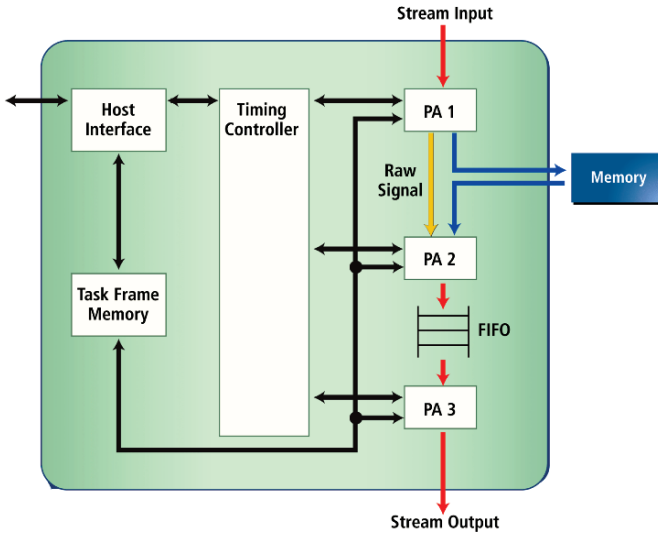 Stream Input
Host
Interface
Timing
Controller
PA 1
Raw
Signal
Memory
PA 2
Task Frame
Memory
FIFO
PA 3
Stream Output